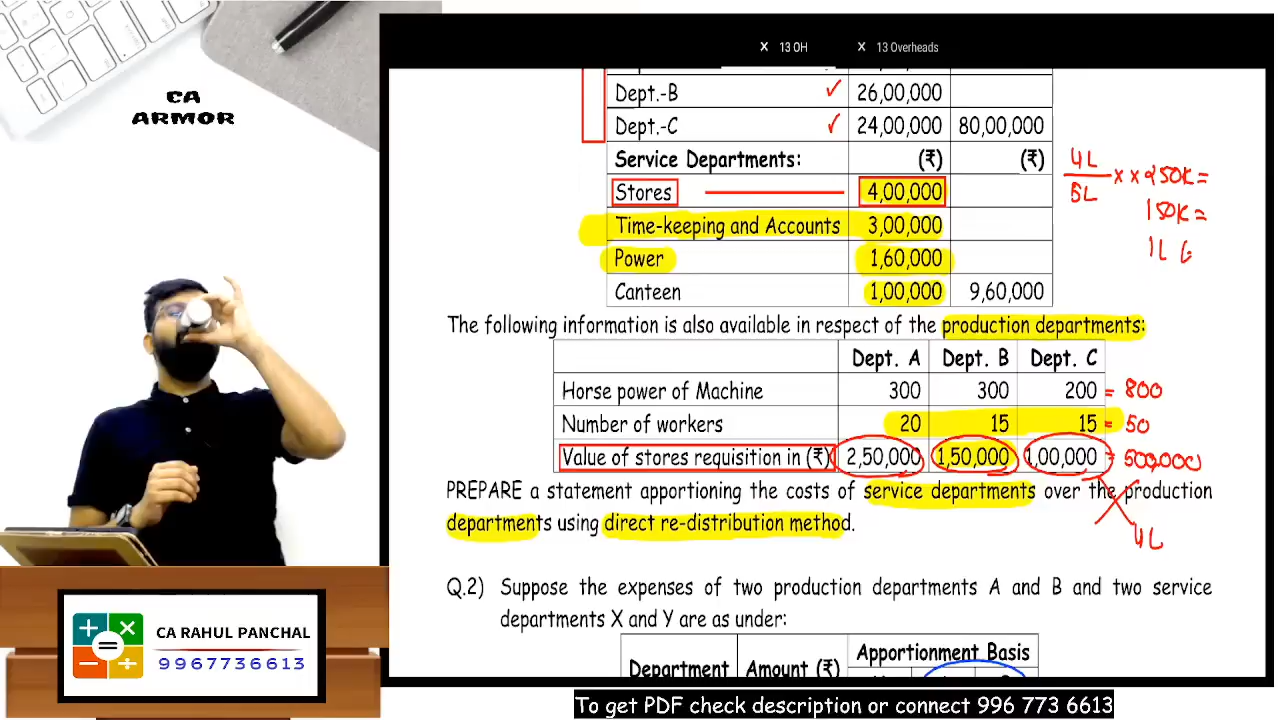 CA
ARMOR
× 13 OH × 13 Overheads
Dept.-B ✓ 26,00,000
Dept.-C ✓ 24,00,000 80,00,000
Service Departments: (₹) (₹)
Stores 4,00,000
Time-keeping and Accounts 3,00,000
Power 1,60,000
Canteen 1,00,000 9,60,000
4L
5L
× × 250K =
150K =
1L
The following information is also available in respect of the production departments:
Dept. A Dept. B Dept. C
Horse power of Machine 300 300 200 = 800
Number of workers 20 15 15 = 50
Value of stores requisition in (₹) 2,50,000 1,50,000 1,00,000 = 500,000
PREPARE a statement apportioning the costs of service departments over the production
departments using direct re-distribution method.
4L
Q.2) Suppose the expenses of two production departments A and B and two service
departments X and Y are as under:
Department Amount (₹) Apportionment Basis
CA RAHUL PANCHAL
9967736613
To get PDF check description or connect 996 773 6613